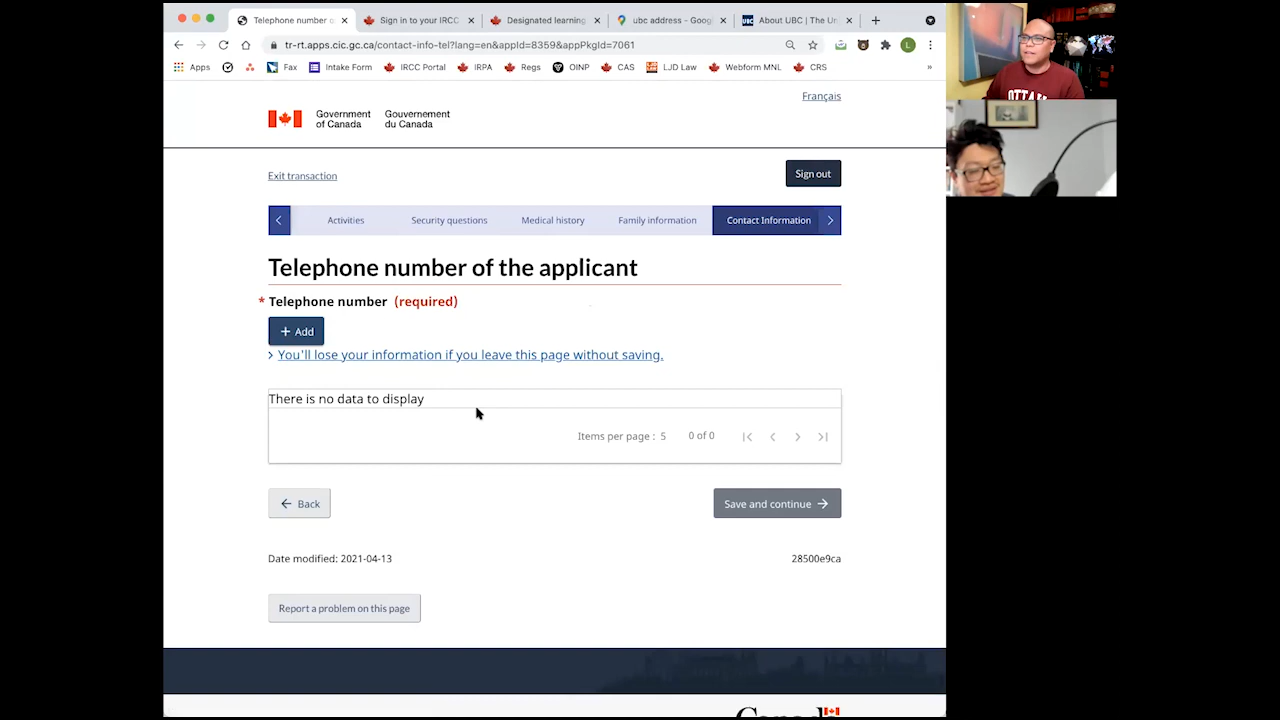 Telephone number o
Sign in to your IRCC
Designated learning
ubc address - Goog
UBC
About UBC | The Un
tr-rt.apps.cic.gc.ca/contact-info-tel?lang=en&appId=8359&appPkgId=7061
L
Apps
Fax
Intake Form
IRCC Portal
IRPA
Regs
OINP
CAS
LJD Law
Webform MNL
CRS
»
OTTAWA
Français
Government of Canada
Gouvernement du Canada
Exit transaction
Sign out
Activities
Security questions
Medical history
Family information
Contact Information
Telephone number of the applicant
* Telephone number (required)
+ Add
You'll lose your information if you leave this page without saving.
There is no data to display
Items per page : 5
0 of 0
Back
Save and continue
Date modified: 2021-04-13
28500e9ca
Report a problem on this page